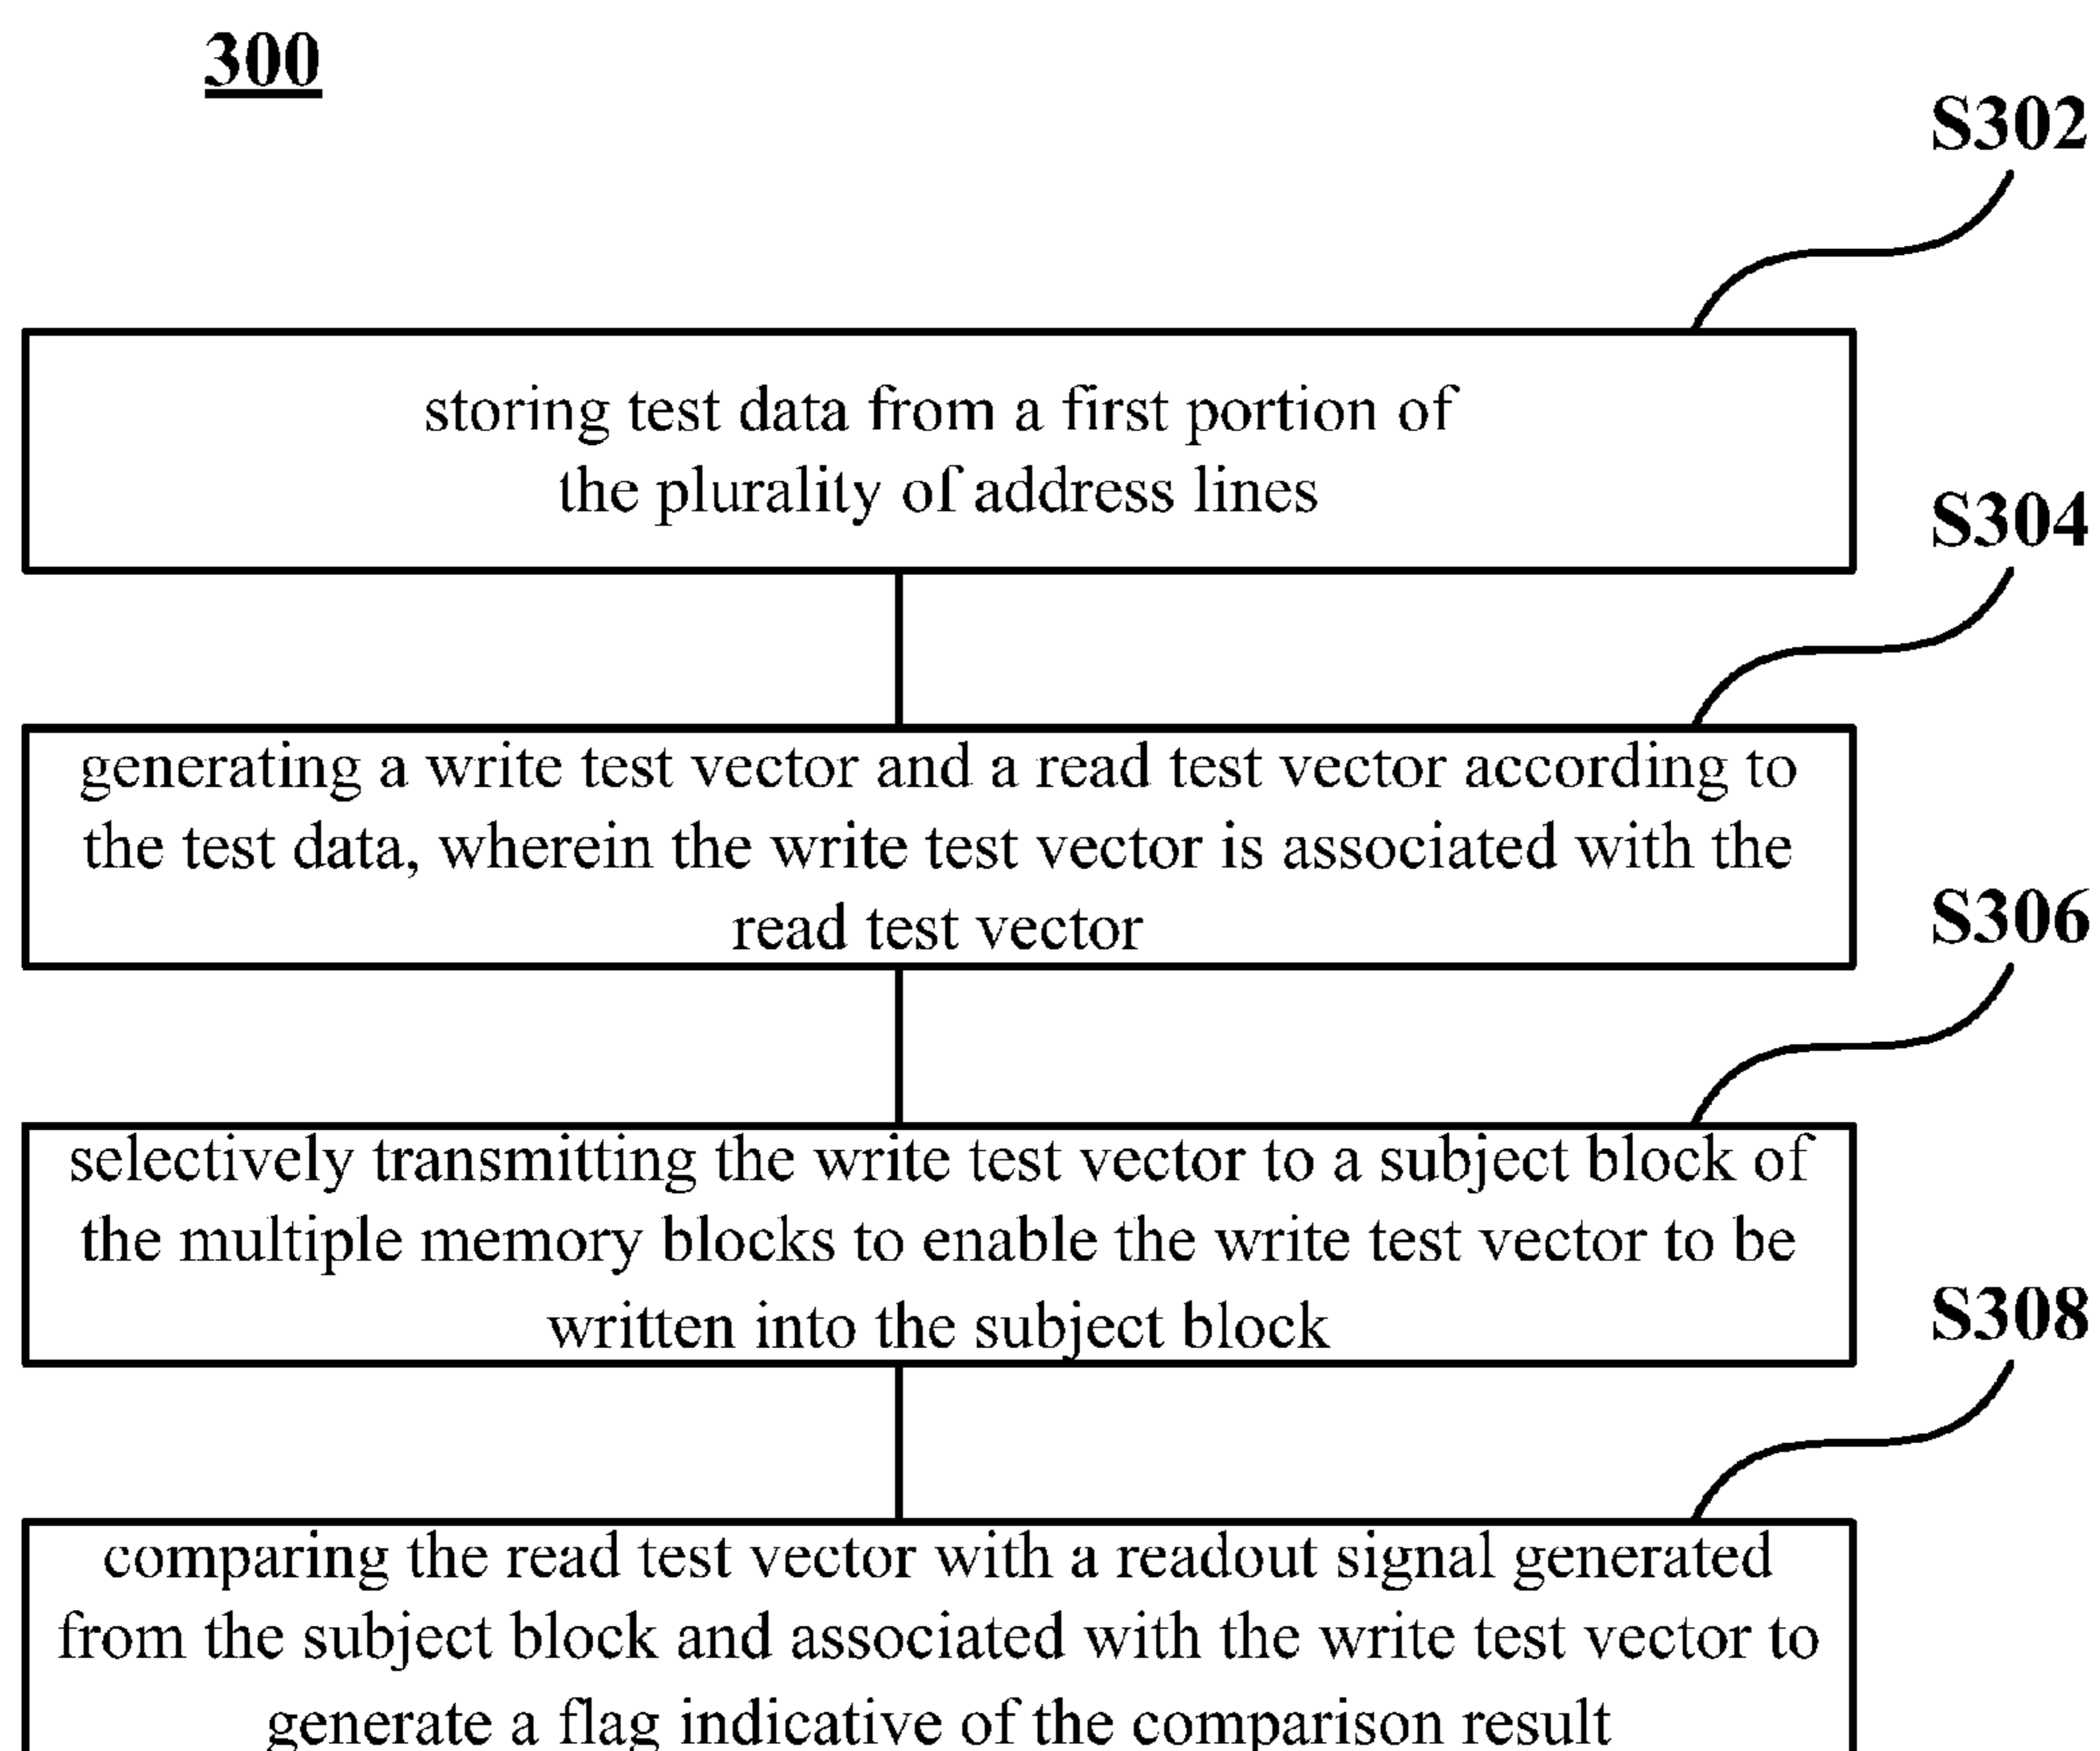 300
S302
storing test data from a first portion of
the plurality of address lines
S304
generating a write test vector and a read test vector according to
the test data, wherein the write test vector is associated with the
read test vector
S306
selectively transmitting the write test vector to a subject block of
the multiple memory blocks to enable the write test vector to be
written into the subject block
S308
comparing the read test vector with a readout signal generated
from the subject block and associated with the write test vector to
generate a flag indicative of the comparison result